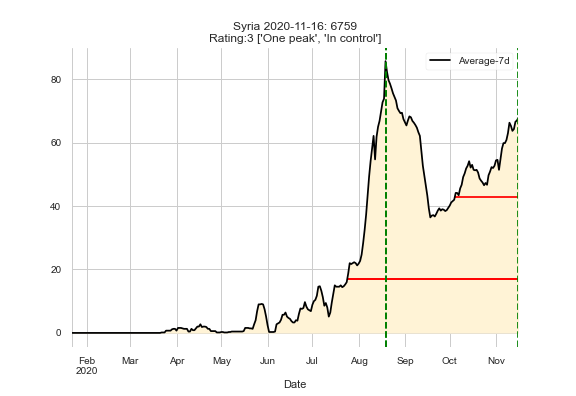 Syria 2020-11-16: 6759
Rating:3 ['One peak', 'In control']
Average-7d
80
60
40
20
0
Feb Mar Apr May Jun Jul Aug Sep Oct Nov
2020
Date